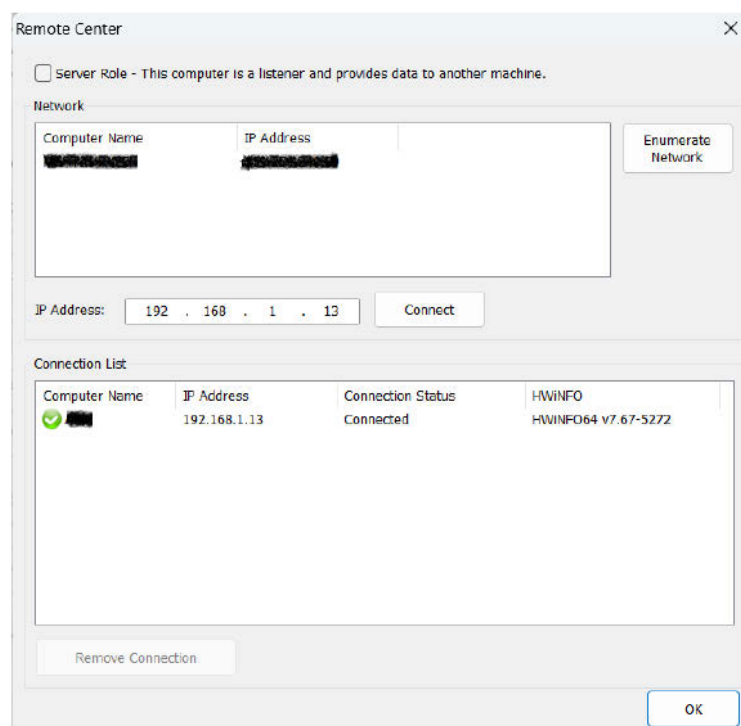 Remote Center
Server Role - This computer is a listener and provides data to another machine.
Network
Computer Name IP Address
Enumerate
Network
IP Address: 192 . 168 . 1 . 13 Connect
Connection List
Computer Name IP Address Connection Status HWiNFO
192.168.1.13 Connected HWiNFO64 v7.67-5272
Remove Connection
OK